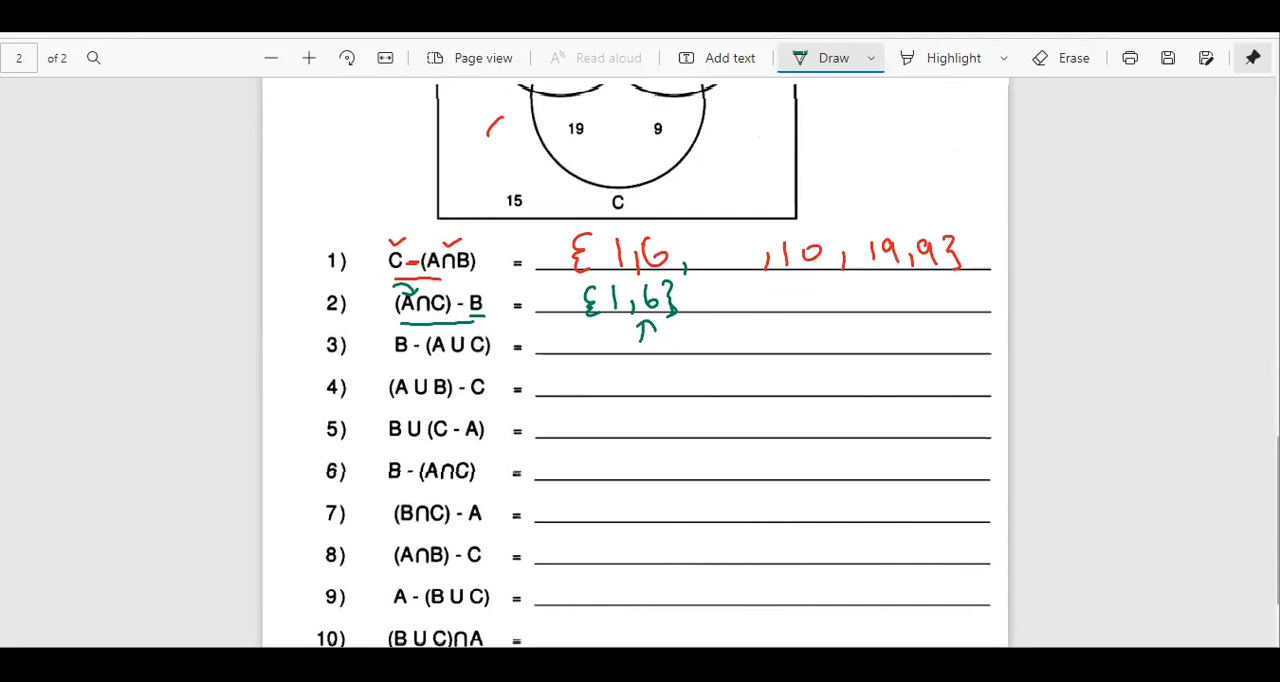 2 of 2 Page view Read aloud Add text Draw Highlight Erase
19 9
15 C
1) C-(A∩B) = { 1,6, ,10, 19,9}
2) (A∩C) - B = {1,6}
3) B - (A U C) =
4) (A U B) - C =
5) B U (C - A) =
6) B - (A∩C) =
7) (B∩C) - A =
8) (A∩B) - C =
9) A - (B U C) =
10) (B U C)∩A =